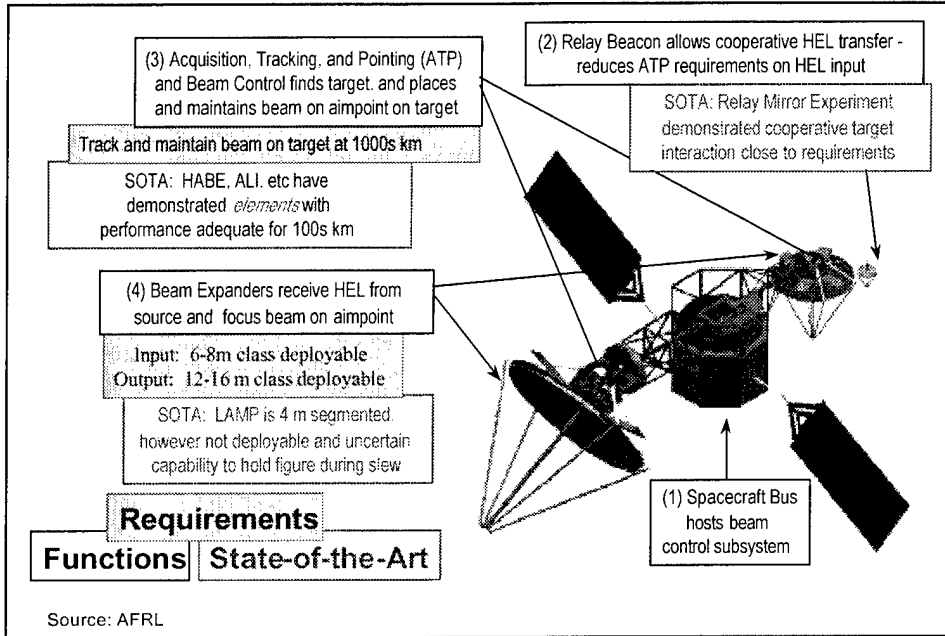 (3) Acquisition, Tracking, and Pointing (ATP)
and Beam Control finds target. and places
and maintains beam on aimpoint on target
Track and maintain beam on target at 1000s km
SOTA: HABE, ALI. etc have
demonstrated elements with
performance adequate for 100s km
(2) Relay Beacon allows cooperative HEL transfer -
reduces ATP requirements on HEL input
SOTA: Relay Mirror Experiment
demonstrated cooperative target
interaction close to requirements
(4) Beam Expanders receive HEL from
source and focus beam on aimpoint
Input: 6-8m class deployable
Output: 12-16 m class deployable
SOTA: LAMP is 4 m segmented.
however not deployable and uncertain
capability to hold figure during slew
(1) Spacecraft Bus
hosts beam
control subsystem
Requirements
Functions State-of-the-Art
Source: AFRL